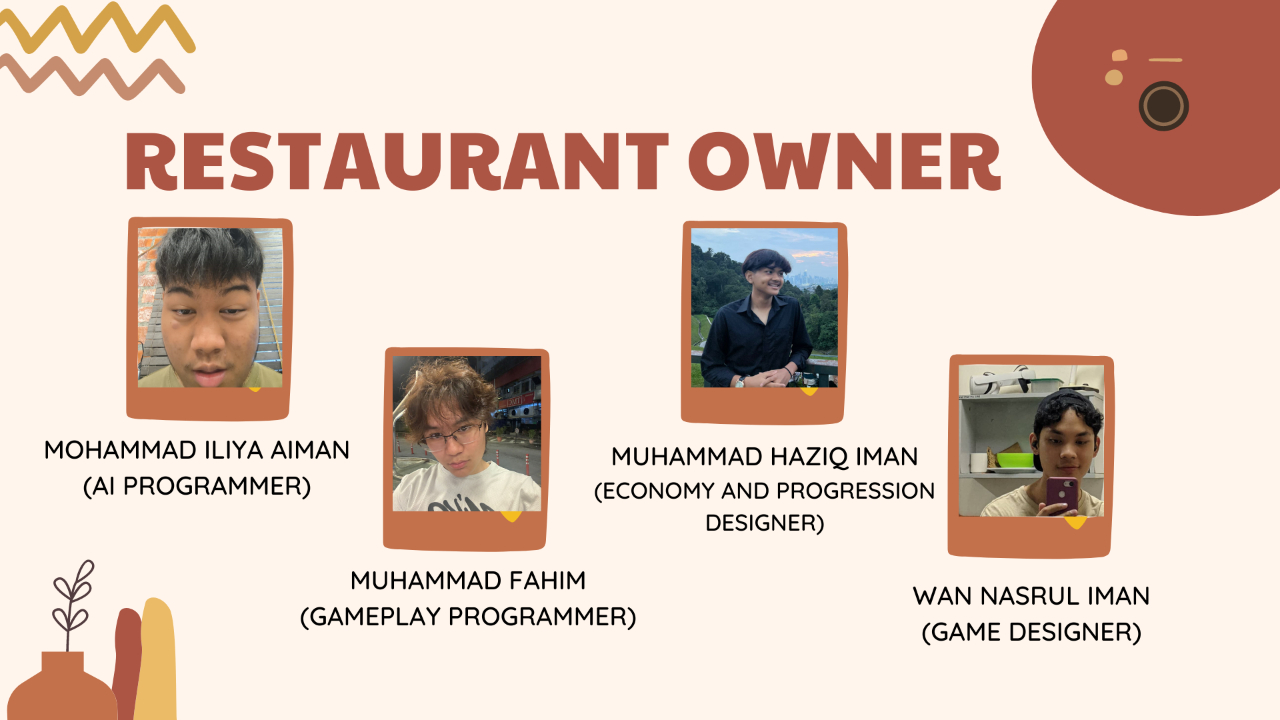 RESTAURANT OWNER
MOHAMMAD ILIYA AIMAN
(AI PROGRAMMER)
MUHAMMAD FAHIM
(GAMEPLAY PROGRAMMER)
MUHAMMAD HAZIQ IMAN
(ECONOMY AND PROGRESSION
DESIGNER)
WAN NASRUL IMAN
(GAME DESIGNER)